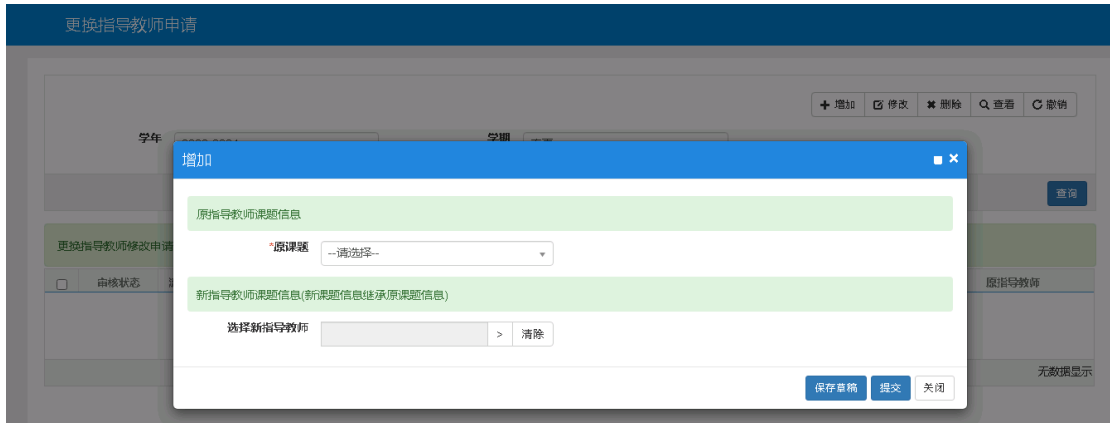 更换指导教师申请
增加 修改 删除 查看 撤销
学年 学期
增加
查询
原指导教师课题信息
更换指导教师修改申请
*原课题 --请选择--
审核状态 原指导教师
新指导教师课题信息(新课题信息继承原课题信息)
选择新指导教师 > 清除
无数据显示
保存草稿 提交 关闭